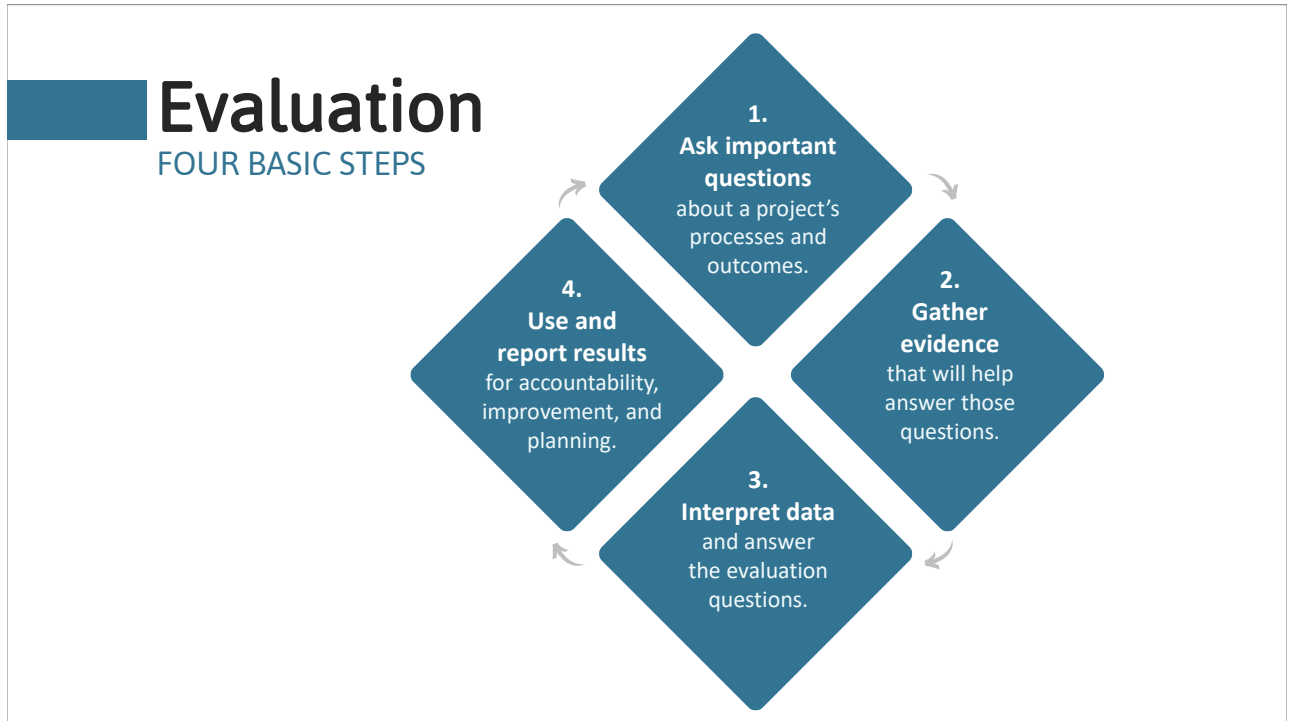 Evaluation
FOUR BASIC STEPS
1.
Ask important
questions
about a project’s
processes and
outcomes.
2.
Gather
evidence
that will help
answer those
questions.
3.
Interpret data
and answer
the evaluation
questions.
4.
Use and
report results
for accountability,
improvement, and
planning.